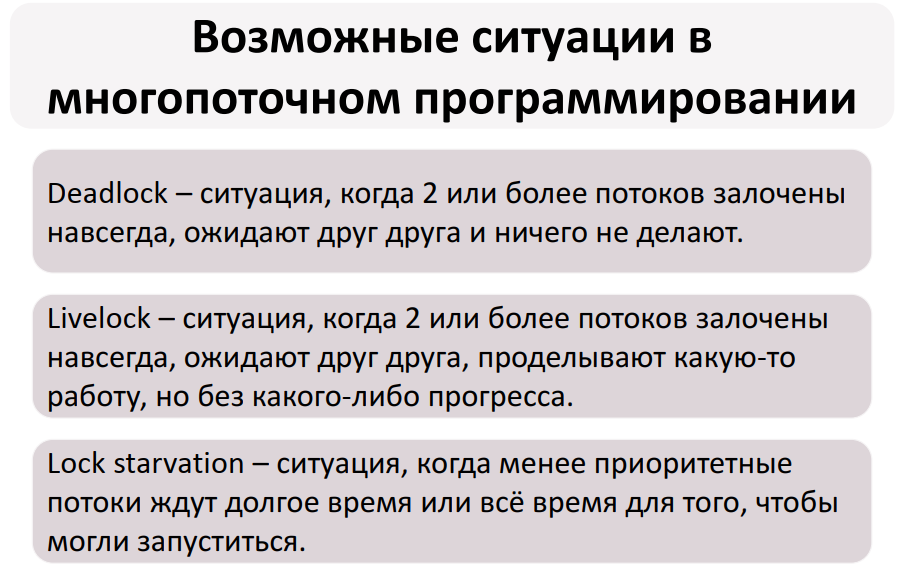 Возможные ситуации в
многопоточном программировании
Deadlock – ситуация, когда 2 или более потоков залочены
навсегда, ожидают друг друга и ничего не делают.
Livelock – ситуация, когда 2 или более потоков залочены
навсегда, ожидают друг друга, проделывают какую-то
работу, но без какого-либо прогресса.
Lock starvation – ситуация, когда менее приоритетные
потоки ждут долгое время или всё время для того, чтобы
могли запуститься.